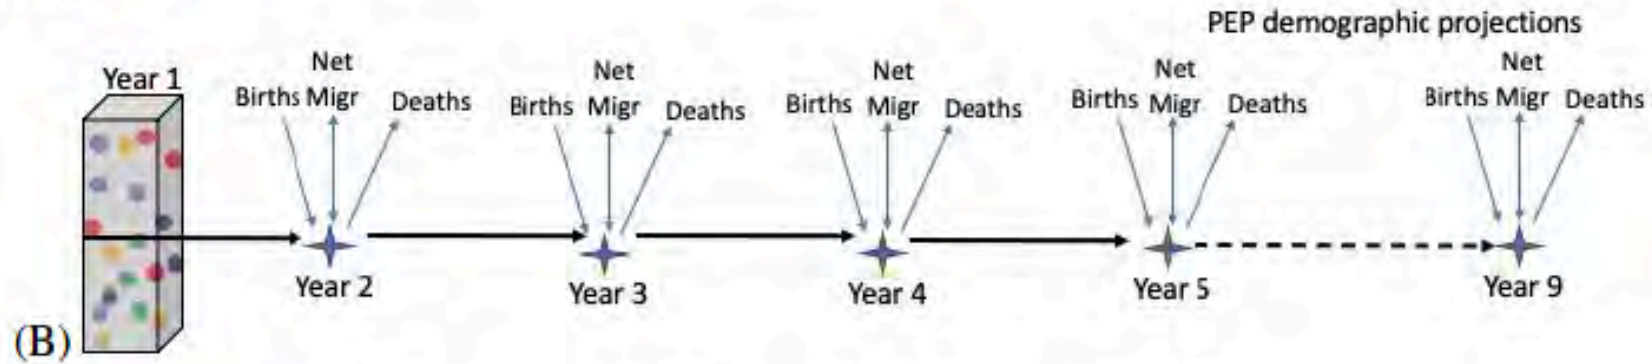 PEP demographic projections
Year 1
Net
Births Migr Deaths
Net
Births Migr Deaths
Net
Births Migr Deaths
Net
Births Migr Deaths
Net
Births Migr Deaths
Year 2
Year 3
Year 4
Year 5
Year 9
(B)